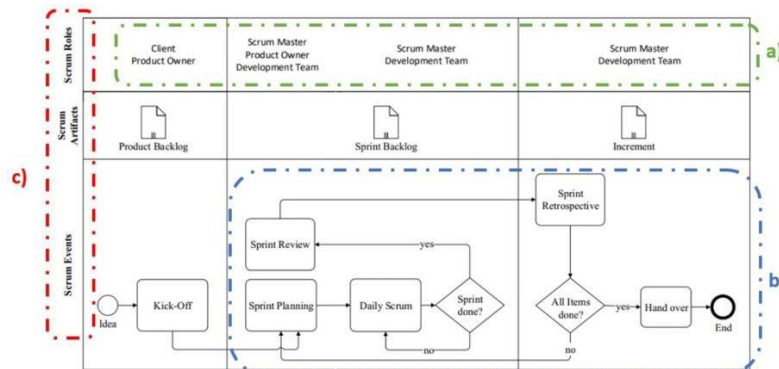 Scrum Roles
Client
Product Owner
Scrum Master
Product Owner
Development Team
Scrum Master
Development Team
Scrum Master
Development Team
a)
Scrum
Artifacts
Product Backlog
Sprint Backlog
Increment
c)
Scrum Events
Sprint
Retrospective
Sprint Review
yes
b
Idea
Kick-Off
Sprint Planning
Daily Scrum
Sprint
done?
no
All Items
done?
yes
no
Hand over
End